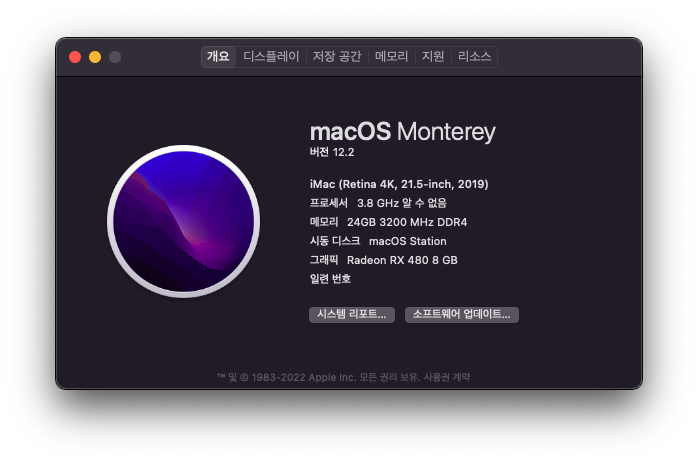 개요 디스플레이 저장 공간 메모리 지원 리소스
macOS Monterey
버전 12.2
iMac (Retina 4K, 21.5-inch, 2019)
프로세서 3.8 GHz 알 수 없음
메모리 24GB 3200 MHz DDR4
시동 디스크 macOS Station
그래픽 Radeon RX 480 8 GB
일련 번호
시스템 리포트... 소프트웨어 업데이트...
™ 및 © 1983-2022 Apple Inc. 모든 권리 보유. 사용권 계약